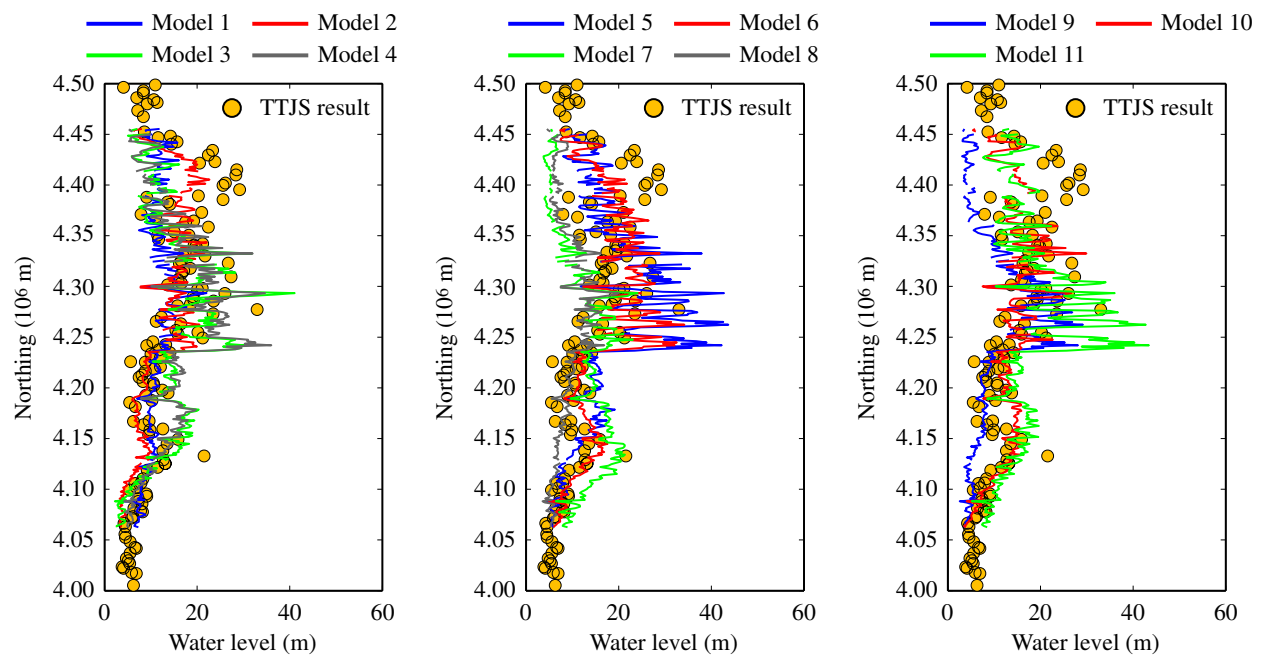 Model 1 Model 2
Model 3 Model 4
4.50
4.45
4.40
4.35
4.30
4.25
4.20
4.15
4.10
4.05
4.00
Northing (10⁶ m)
TTJS result
0 20 40 60
Water level (m)
Model 5 Model 6
Model 7 Model 8
4.50
4.45
4.40
4.35
4.30
4.25
4.20
4.15
4.10
4.05
4.00
Northing (10⁶ m)
TTJS result
0 20 40 60
Water level (m)
Model 9 Model 10
Model 11
4.50
4.45
4.40
4.35
4.30
4.25
4.20
4.15
4.10
4.05
4.00
Northing (10⁶ m)
TTJS result
0 20 40 60
Water level (m)